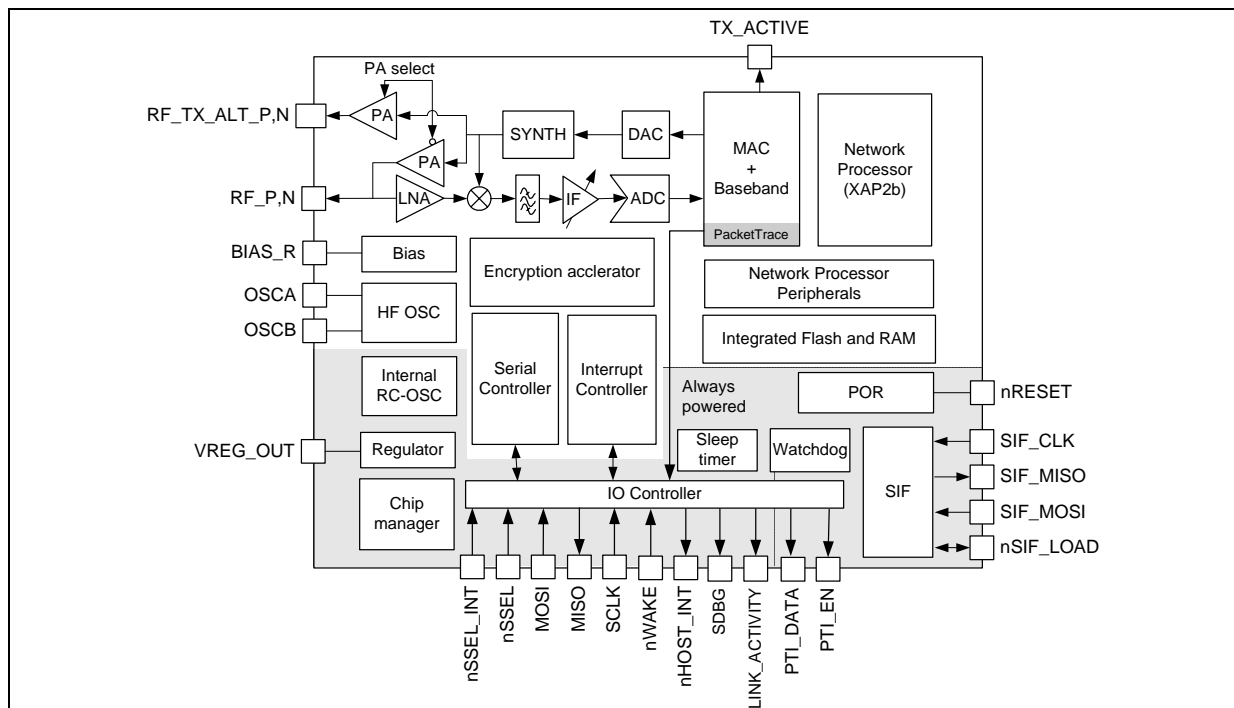 TX_ACTIVE
PA select
RF_TX_ALT_P,N
PA
SYNTH
DAC
MAC
+
Baseband
Network
Processor
(XAP2b)
PA
RF_P,N
LNA
IF
ADC
PacketTrace
BIAS_R
Bias
Encryption acclerator
Network Processor
Peripherals
OSCA
HF OSC
OSCB
Integrated Flash and RAM
Serial
Controller
Interrupt
Controller
Internal
RC-OSC
Always
powered
POR
nRESET
VREG_OUT
Regulator
Sleep
timer
Watchdog
SIF
SIF_CLK
SIF_MISO
SIF_MOSI
nSIF_LOAD
IO Controller
Chip
manager
nSSEL_INT
nSSEL
MOSI
MISO
SCLK
nWAKE
nHOST_INT
SDBG
LINK_ACTIVITY
PTI_DATA
PTI_EN